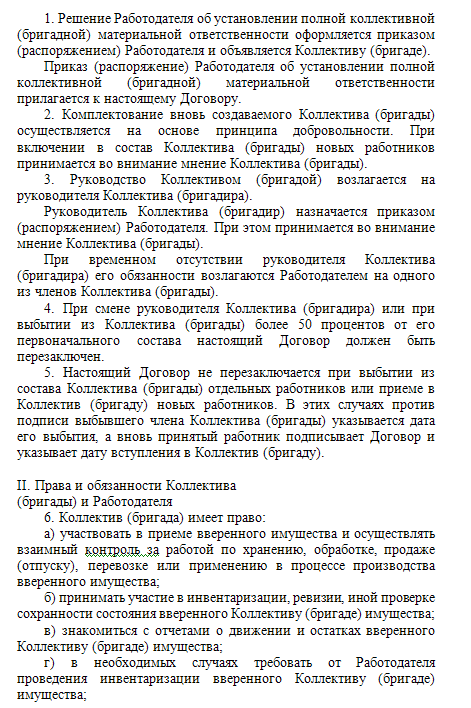 1. Решение Работодателя об установлении полной коллективной
(бригадной) материальной ответственности оформляется приказом
(распоряжением) Работодателя и объявляется Коллективу (бригаде).
Приказ (распоряжение) Работодателя об установлении полной
коллективной (бригадной) материальной ответственности
прилагается к настоящему Договору.
2. Комплектование вновь создаваемого Коллектива (бригады)
осуществляется на основе принципа добровольности. При
включении в состав Коллектива (бригады) новых работников
принимается во внимание мнение Коллектива (бригады).
3. Руководство Коллективом (бригадой) возлагается на
руководителя Коллектива (бригадира).
Руководитель Коллектива (бригадир) назначается приказом
(распоряжением) Работодателя. При этом принимается во внимание
мнение Коллектива (бригады).
При временном отсутствии руководителя Коллектива
(бригадира) его обязанности возлагаются Работодателем на одного
из членов Коллектива (бригады).
4. При смене руководителя Коллектива (бригадира) или при
выбытии из Коллектива (бригады) более 50 процентов от его
первоначального состава настоящий Договор должен быть
перезаключен.
5. Настоящий Договор не перезаключается при выбытии из
состава Коллектива (бригады) отдельных работников или приеме в
Коллектив (бригаду) новых работников. В этих случаях против
подписи выбывшего члена Коллектива (бригады) указывается дата
его выбытия, а вновь принятый работник подписывает Договор и
указывает дату вступления в Коллектив (бригаду).
II. Права и обязанности Коллектива
(бригады) и Работодателя
6. Коллектив (бригада) имеет право:
а) участвовать в приеме вверенного имущества и осуществлять
взаимный контроль за работой по хранению, обработке, продаже
(отпуску), перевозке или применению в процессе производства
вверенного имущества;
б) принимать участие в инвентаризации, ревизии, иной проверке
сохранности состояния вверенного Коллективу (бригаде) имущества;
в) знакомиться с отчетами о движении и остатках вверенного
Коллективу (бригаде) имущества;
г) в необходимых случаях требовать от Работодателя
проведения инвентаризации вверенного Коллективу (бригаде)
имущества;